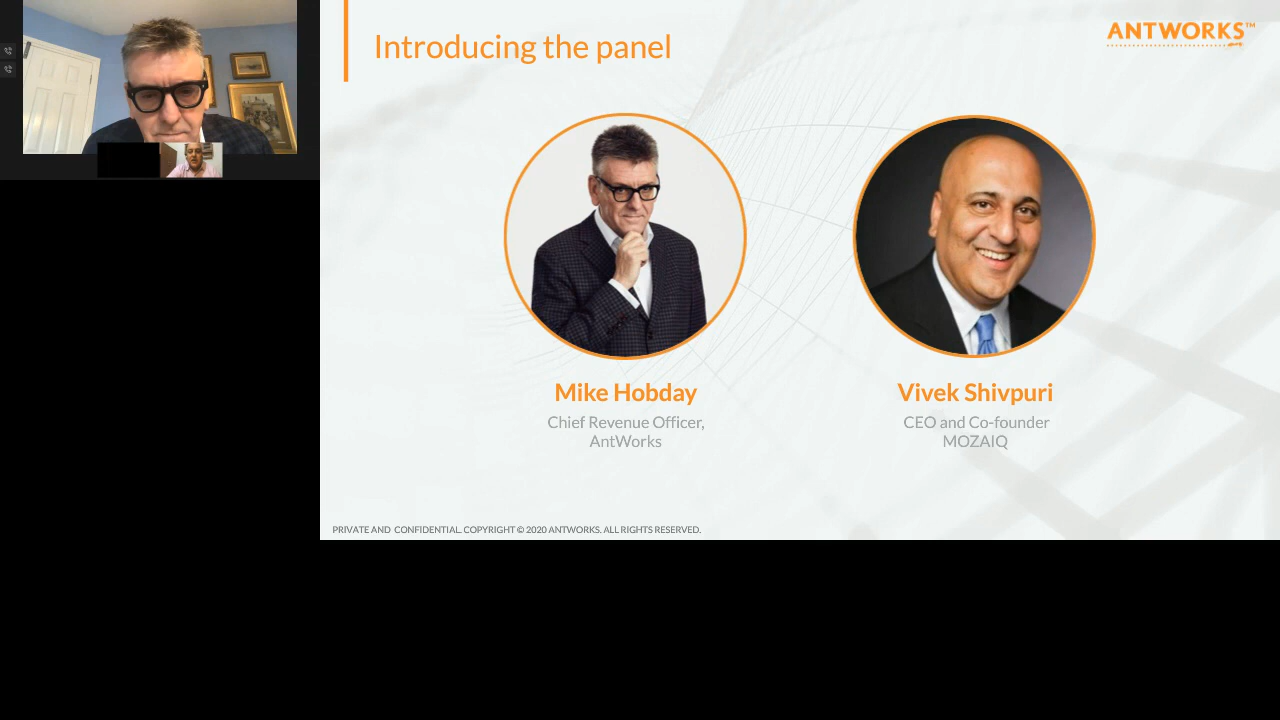 Introducing the panel
ANTWORKS™
Mike Hobday
Chief Revenue Officer,
AntWorks
Vivek Shivpuri
CEO and Co-founder
MOZAIQ
PRIVATE AND CONFIDENTIAL. COPYRIGHT © 2020 ANTWORKS. ALL RIGHTS RESERVED.